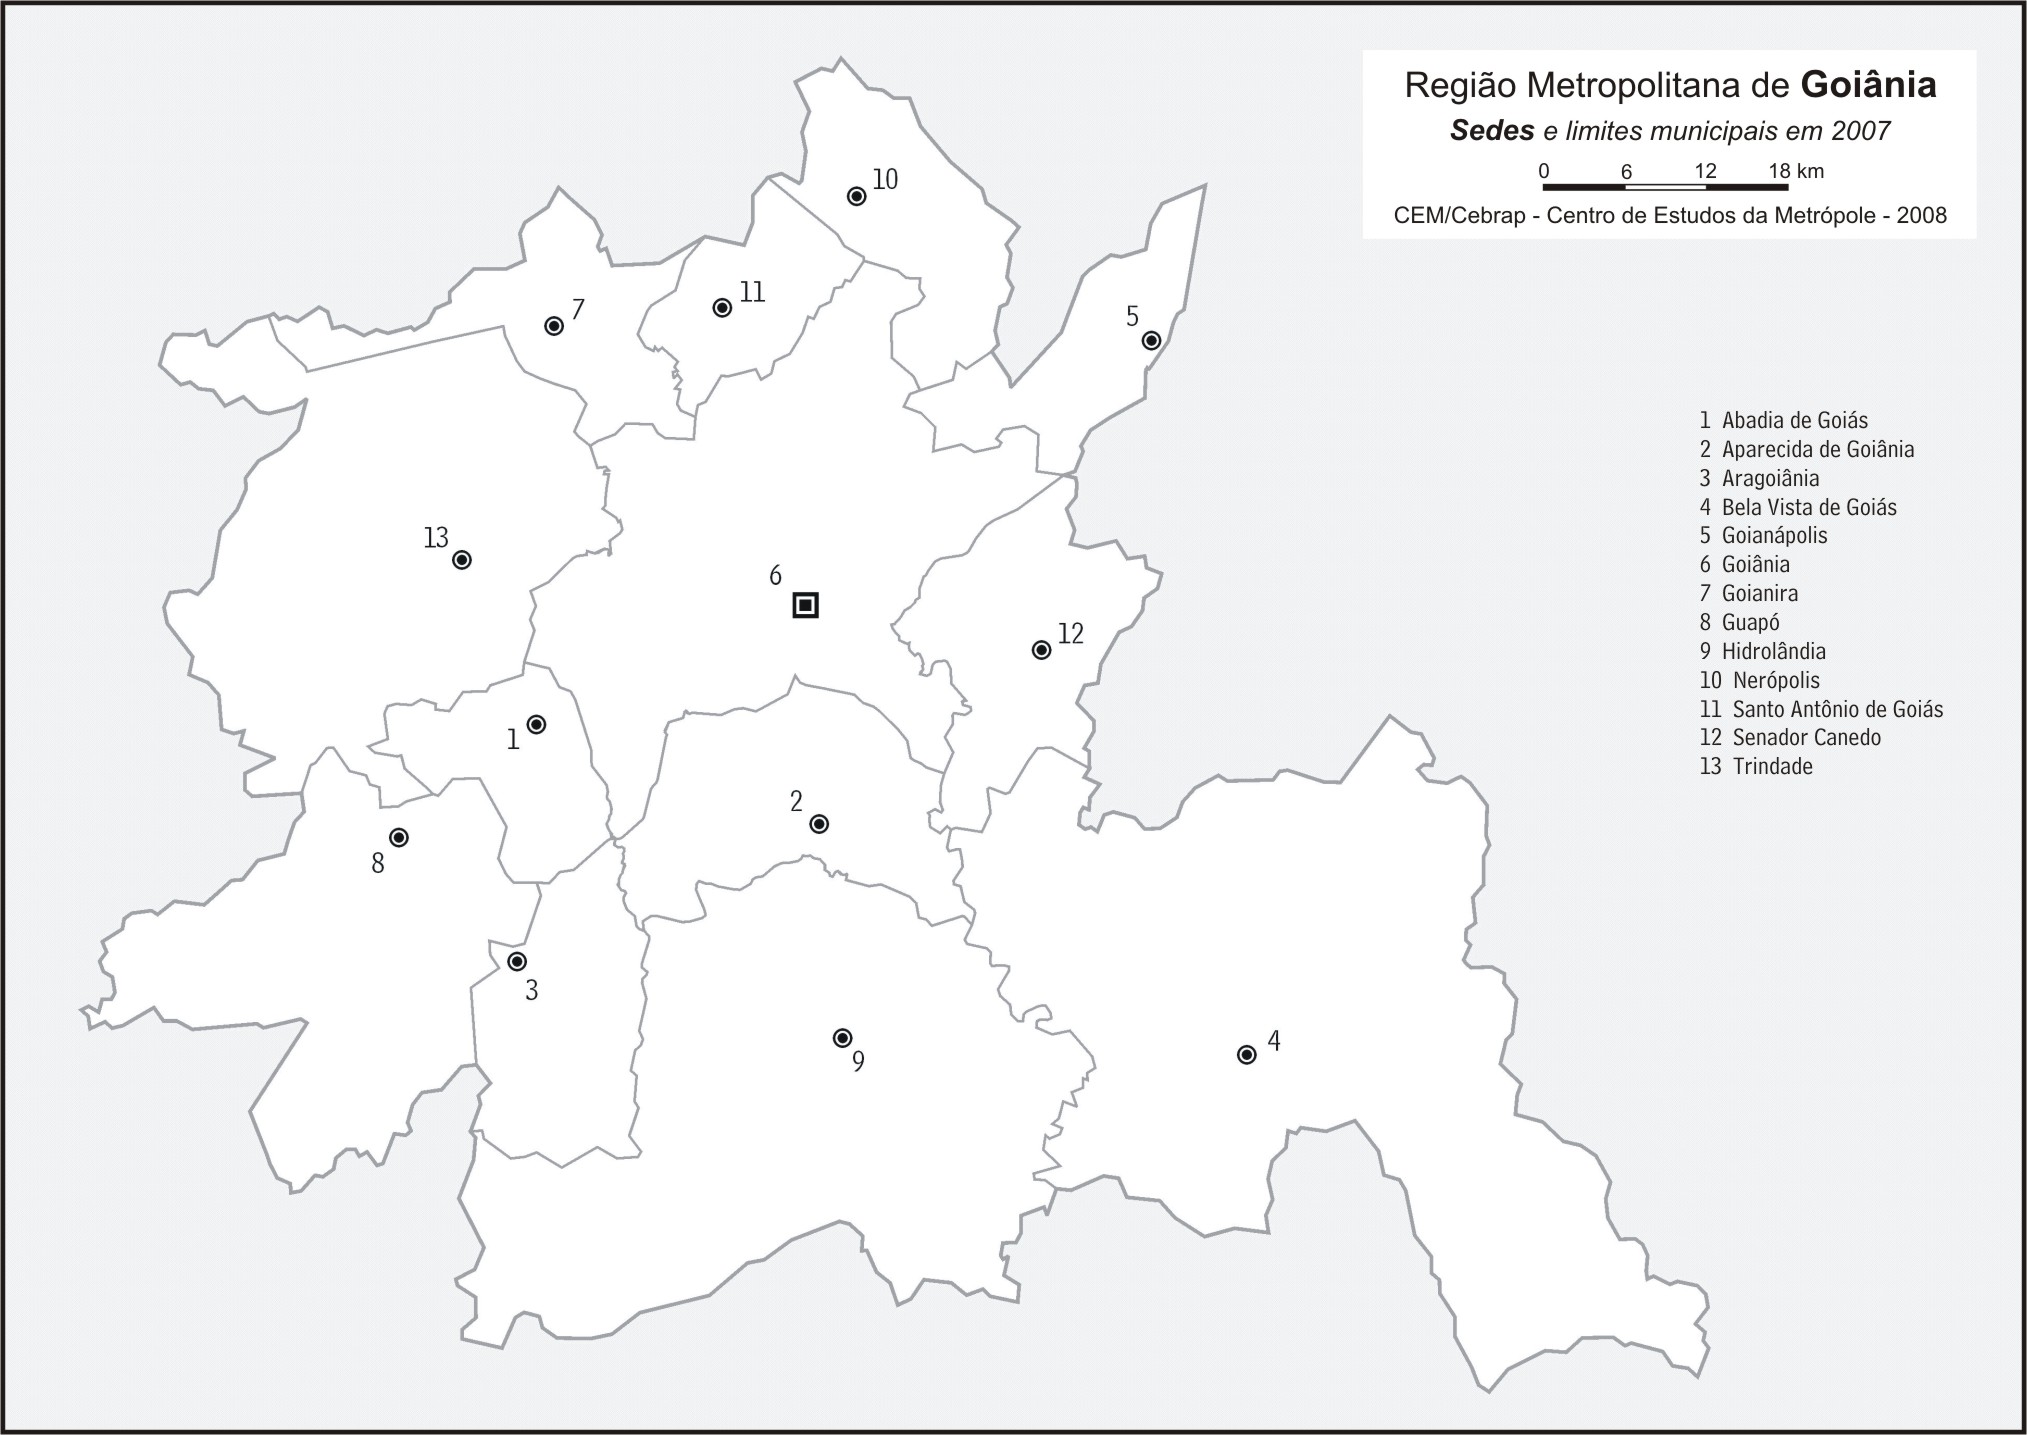 Região Metropolitana de Goiânia
Sedes e limites municipais em 2007
0 6 12 18 km
CEM/Cebrap - Centro de Estudos da Metrópole - 2008
10
11
7
5
13
6
12
1
2
8
3
9
4
1 Abadia de Goiás
2 Aparecida de Goiânia
3 Aragoiânia
4 Bela Vista de Goiás
5 Goianápolis
6 Goiânia
7 Goianira
8 Guapó
9 Hidrolândia
10 Nerópolis
11 Santo Antônio de Goiás
12 Senador Canedo
13 Trindade